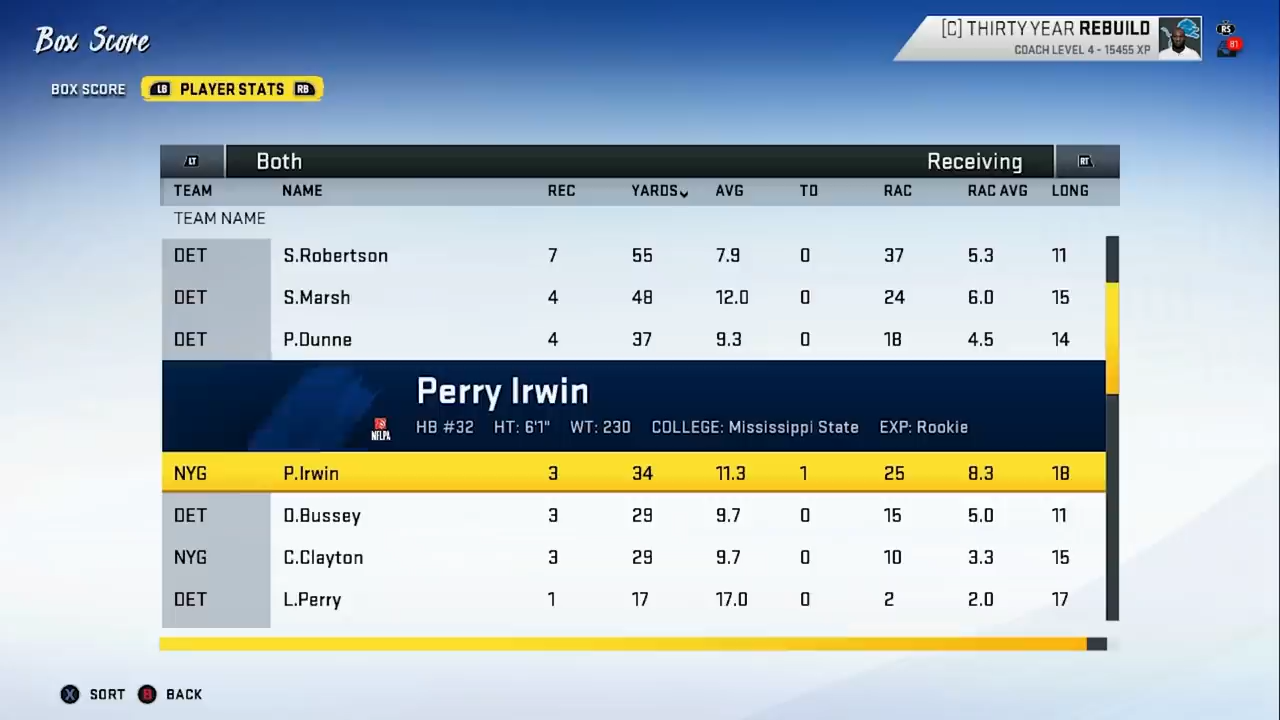 Box Score
[C] THIRTY YEAR REBUILD
COACH LEVEL 4 - 15455 XP
RS
81
BOX SCORE LB PLAYER STATS RB
LT Both Receiving RT
TEAM NAME REC YARDS AVG TD RAC RAC AVG LONG
TEAM NAME
DET S.Robertson 7 55 7.9 0 37 5.3 11
DET S.Marsh 4 48 12.0 0 24 6.0 15
DET P.Dunne 4 37 9.3 0 18 4.5 14
Perry Irwin
NFLPA HB #32 HT: 6'1" WT: 230 COLLEGE: Mississippi State EXP: Rookie
NYG P.Irwin 3 34 11.3 1 25 8.3 18
DET D.Bussey 3 29 9.7 0 15 5.0 11
NYG C.Clayton 3 29 9.7 0 10 3.3 15
DET L.Perry 1 17 17.0 0 2 2.0 17
X SORT B BACK